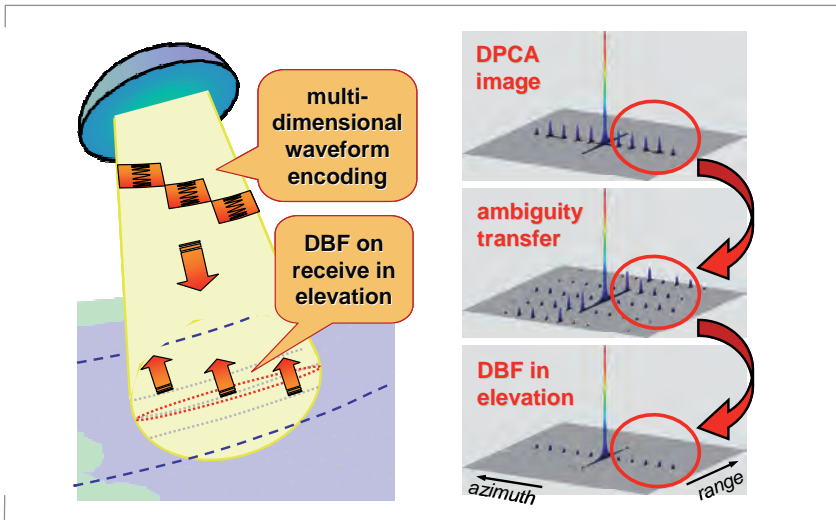 multi-
dimensional
waveform
encoding
DBF on
receive in
elevation
DPCA
image
ambiguity
transfer
DBF in
elevation
azimuth
range